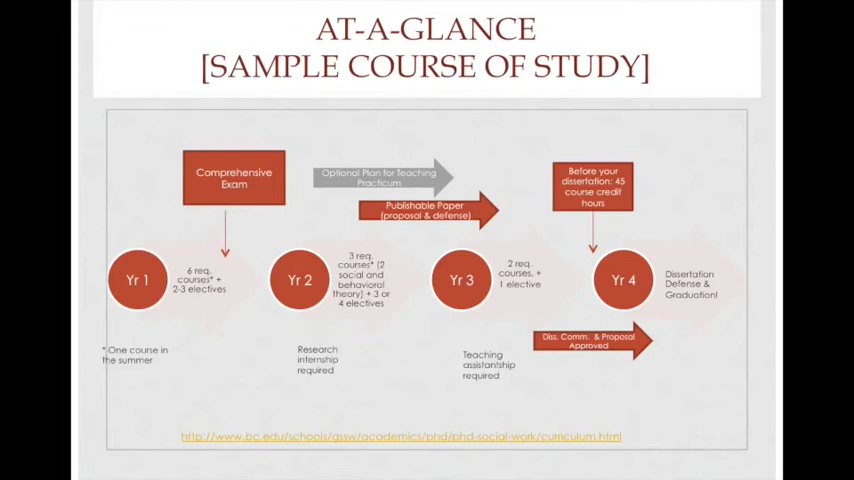 AT-A-GLANCE
[SAMPLE COURSE OF STUDY]
Comprehensive
Exam
Optional Plan for Teaching
Practicum
Publishable Paper
(proposal & defense)
Before your
dissertation: 45
course credit
hours
Yr 1
6 req.
courses* +
2-3 electives
Yr 2
3 req.
courses* (2
social and
behavioral
theory) + 3 or
4 electives
Yr 3
2 req.
courses, +
1 elective
Yr 4
Dissertation
Defense &
Graduation!
* One course in
the summer
Research
internship
required
Teaching
assistantship
required
Diss. Comm. & Proposal
Approved
http://www.bc.edu/schools/gssw/academics/phd/phd-social-work/curriculum.html